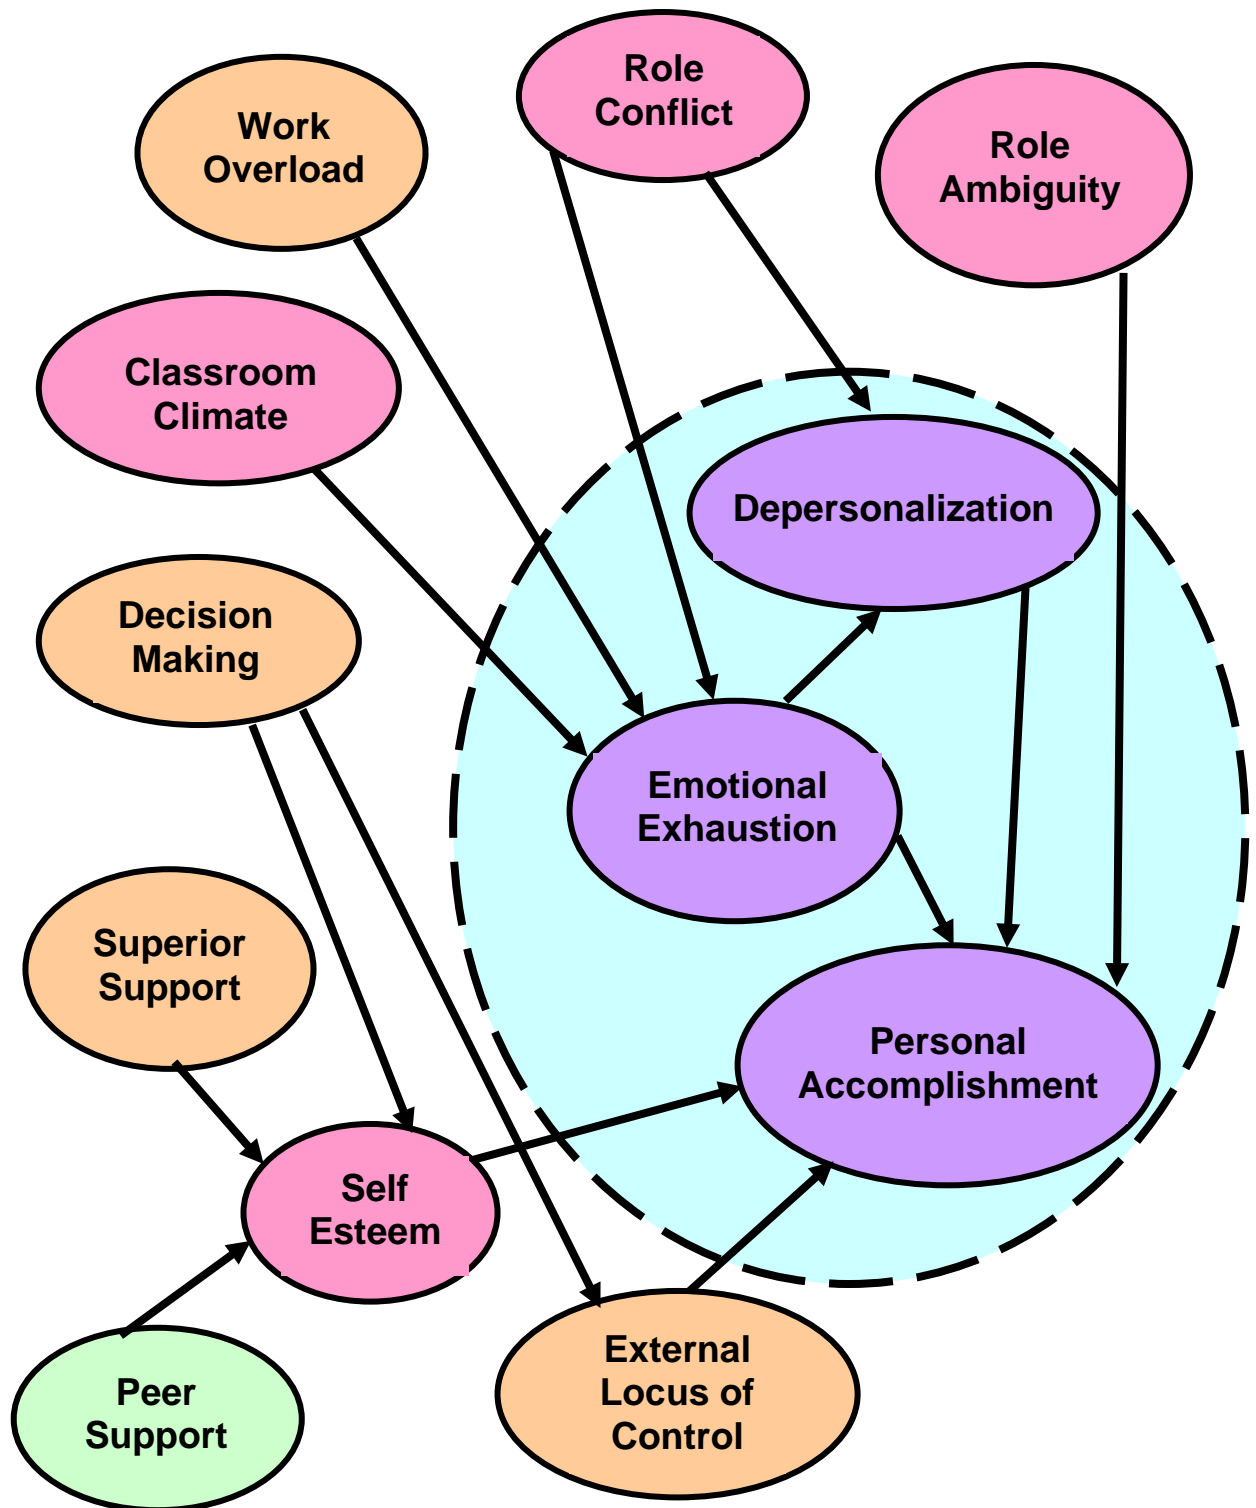 Role
Conflict
Work
Overload
Role
Ambiguity
Classroom
Climate
Depersonalization
Decision
Making
Emotional
Exhaustion
Superior
Support
Personal
Accomplishment
Self
Esteem
External
Locus of
Control
Peer
Support